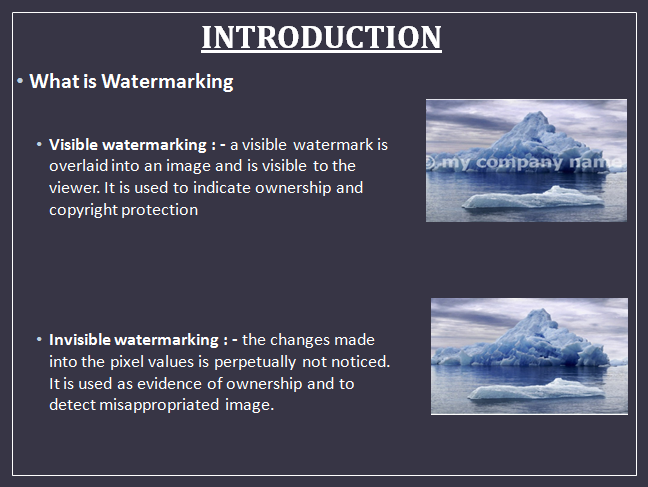 INTRODUCTION
• What is Watermarking
• Visible watermarking : - a visible watermark is
overlaid into an image and is visible to the
viewer. It is used to indicate ownership and
copyright protection
© my company name
• Invisible watermarking : - the changes made
into the pixel values is perpetually not noticed.
It is used as evidence of ownership and to
detect misappropriated image.